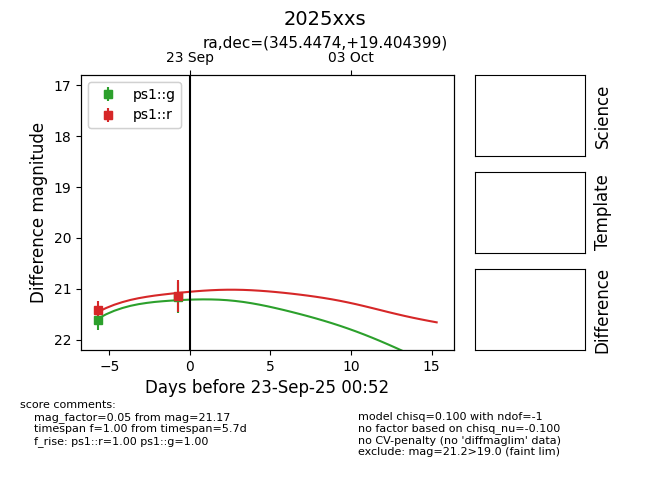 2025xxs
ra,dec=(345.4474,+19.404399)
23 Sep
03 Oct
ps1::g
ps1::r
17
18
19
20
21
22
Difference magnitude
−5
0
5
10
15
Days before 23-Sep-25 00:52
Science
Template
Difference
score comments:
mag_factor=0.05 from mag=21.17
timespan f=1.00 from timespan=5.7d
f_rise: ps1::r=1.00 ps1::g=1.00
model chisq=0.100 with ndof=-1
no factor based on chisq_nu=-0.100
no CV-penalty (no 'diffmaglim' data)
exclude: mag=21.2>19.0 (faint lim)